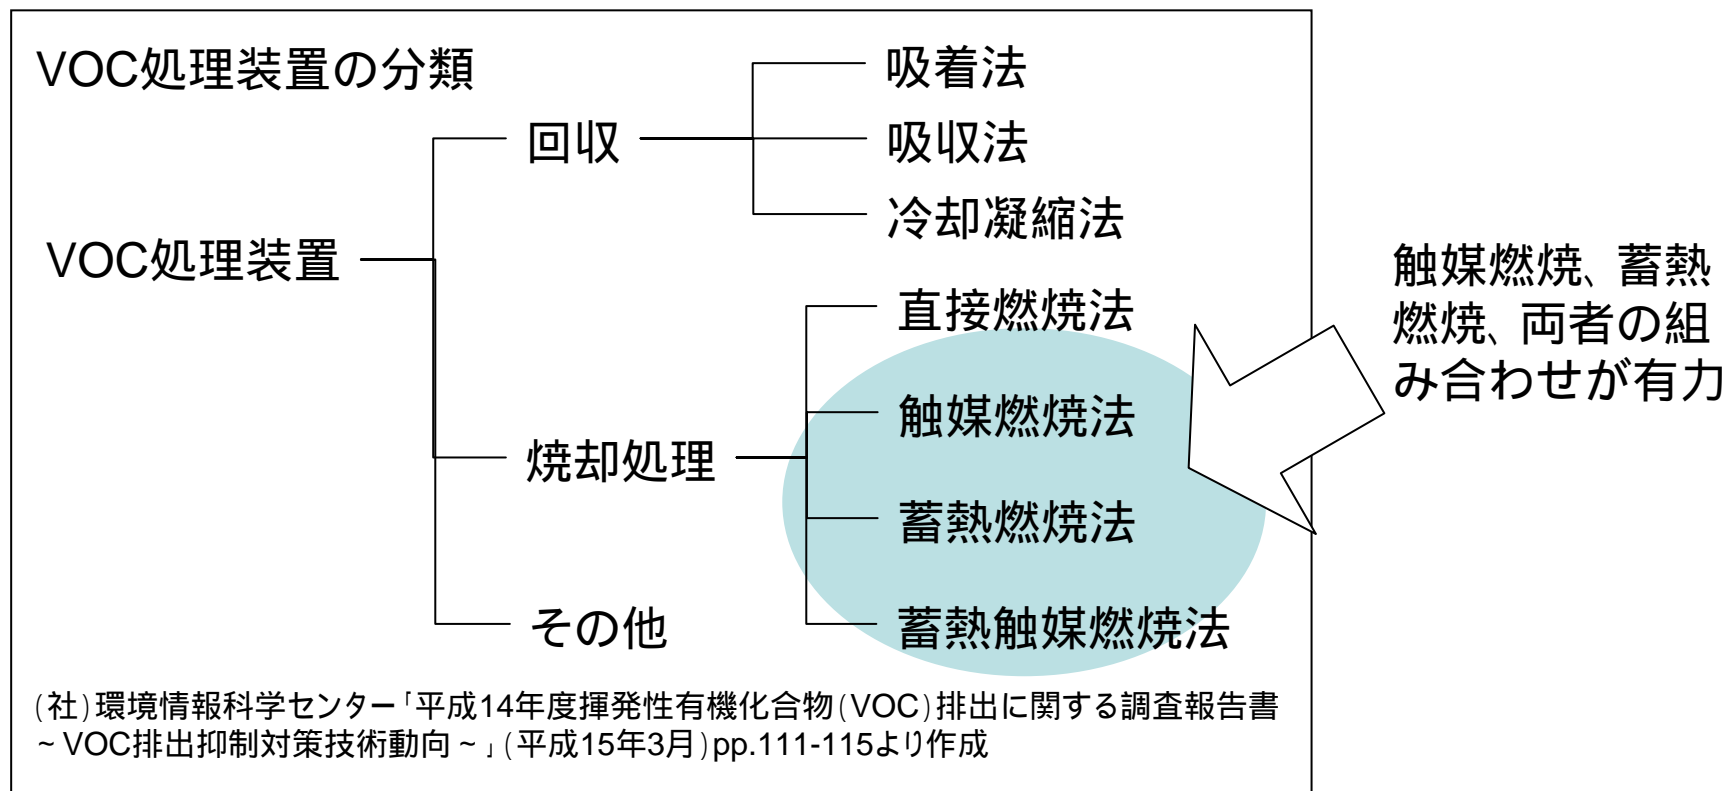 VOC処理装置の分類
吸着法
回収
吸収法
冷却凝縮法
VOC処理装置
直接燃焼法
触媒燃焼法
焼却処理
蓄熱燃焼法
その他
蓄熱触媒燃焼法
触媒燃焼、蓄熱
燃焼、両者の組
み合わせが有力
(社)環境情報科学センター「平成14年度揮発性有機化合物(VOC)排出に関する調査報告書
~VOC排出抑制対策技術動向~」(平成15年3月)pp.111-115より作成